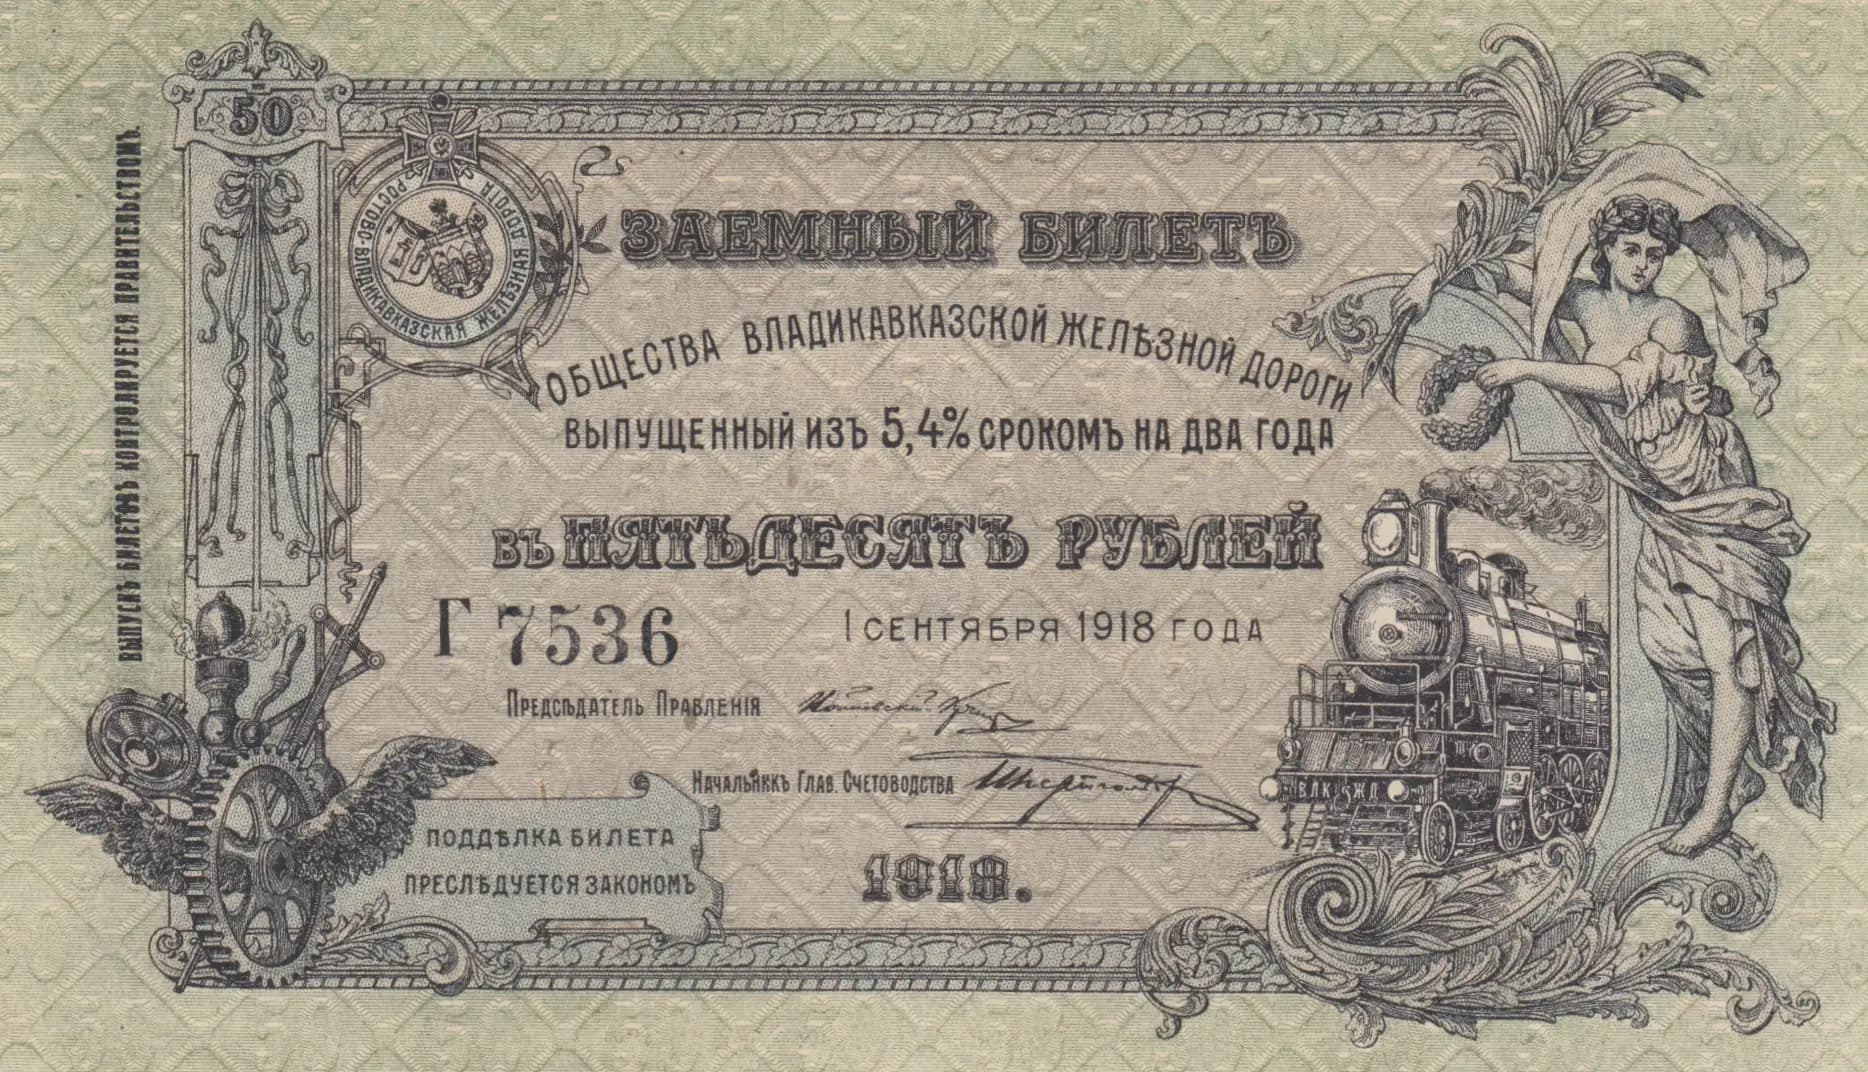 50
ВЫПУСКЪ БИЛЕТОВЪ КОНТРОЛИРУЕТСЯ ПРАВИТЕЛЬСТВОМЪ.
РОСТОВО-ВЛАДИКАВКАЗСКАЯ ЖЕЛѢЗНАЯ ДОРОГА
ЗАЕМНЫЙ БИЛЕТЪ
ОБЩЕСТВА ВЛАДИКАВКАЗСКОЙ ЖЕЛѢЗНОЙ ДОРОГИ
ВЫПУЩЕННЫЙ ИЗЪ 5,4% СРОКОМЪ НА ДВА ГОДА
ВЪ ПЯТЬДЕСЯТЪ РУБЛЕЙ
Г 7536
1 СЕНТЯБРЯ 1918 ГОДА
ПРЕДСѢДАТЕЛЬ ПРАВЛЕНІЯ
НАЧАЛЬНИКЪ ГЛАВ. СЧЕТОВОДСТВА
ВЛК ЖД
ПОДДѢЛКА БИЛЕТА
ПРЕСЛѢДУЕТСЯ ЗАКОНОМЪ
1918.